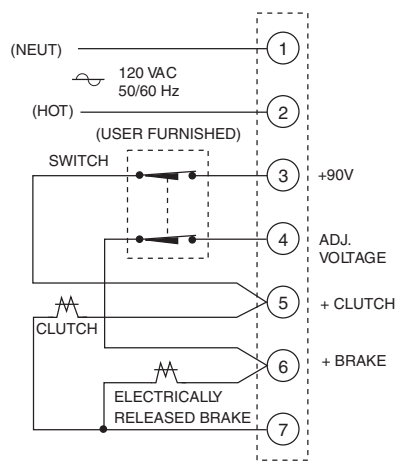 (NEUT)
1
120 VAC
50/60 Hz
(HOT)
2
(USER FURNISHED)
SWITCH
3
+90V
4
ADJ.
VOLTAGE
5
+ CLUTCH
CLUTCH
6
+ BRAKE
ELECTRICALLY
RELEASED BRAKE
7